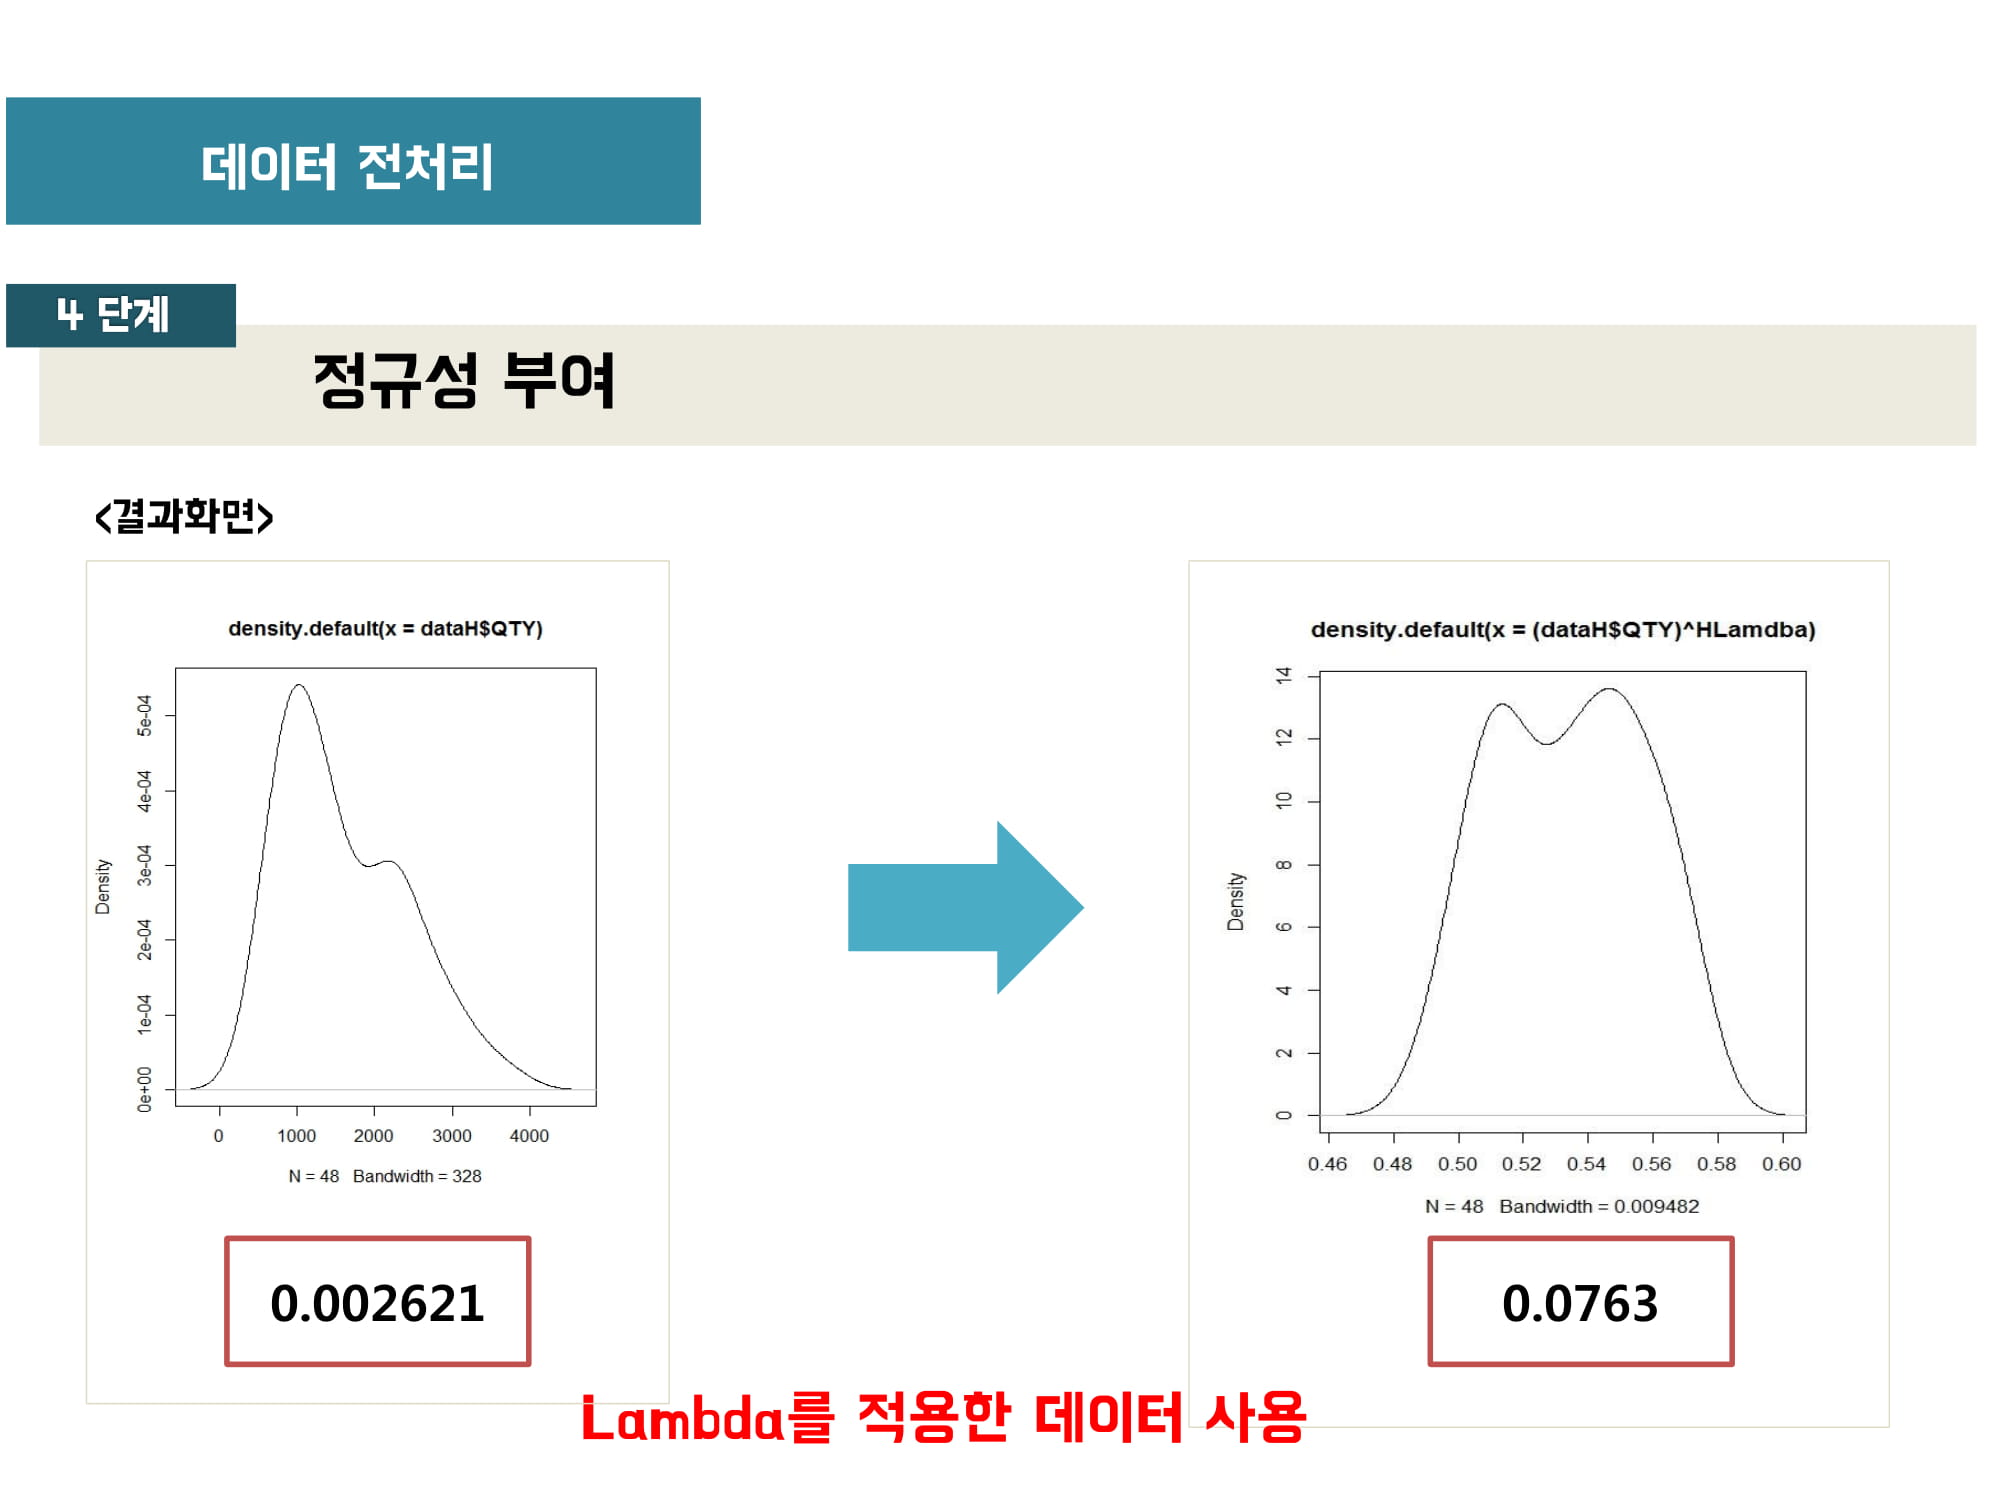 데이터 전처리
4 단계
정규성 부여
<결과화면>
density.default(x = dataH$QTY)
Density
0e+00 1e-04 2e-04 3e-04 4e-04 5e-04
0 1000 2000 3000 4000
N = 48 Bandwidth = 328
0.002621
density.default(x = (dataH$QTY)^HLamdba)
Density
0 2 4 6 8 10 12 14
0.46 0.48 0.50 0.52 0.54 0.56 0.58 0.60
N = 48 Bandwidth = 0.009482
0.0763
Lambda를 적용한 데이터 사용